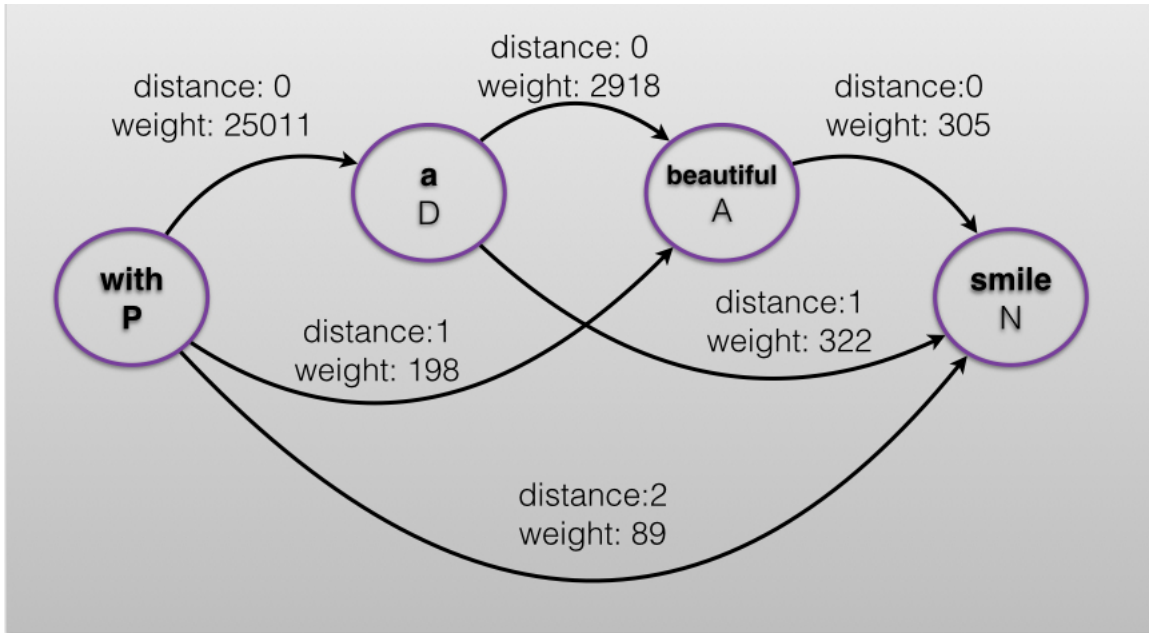 distance: 0
weight: 25011
distance: 0
weight: 2918
distance:0
weight: 305
with
P
a
D
beautiful
A
smile
N
distance:1
weight: 198
distance:1
weight: 322
distance:2
weight: 89